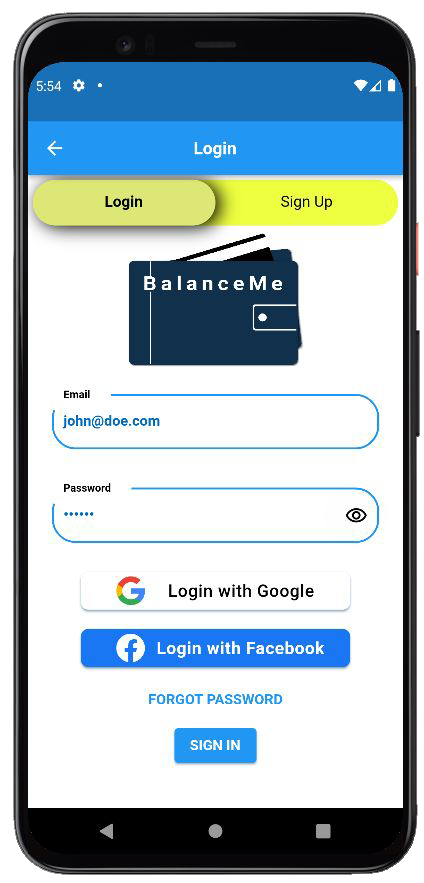 5:54
Login
Login
Sign Up
BalanceMe
Email
john@doe.com
Password
••••••
Login with Google
Login with Facebook
FORGOT PASSWORD
SIGN IN